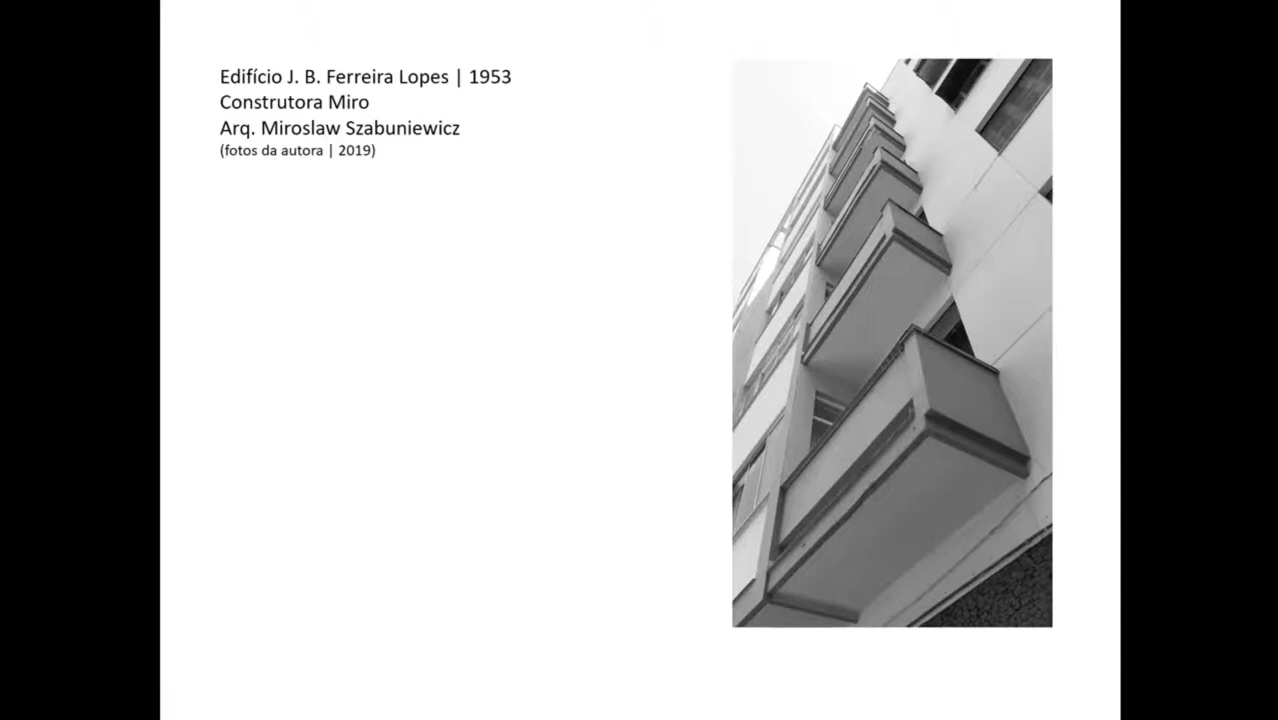 Edifício J. B. Ferreira Lopes | 1953
Construtora Miro
Arq. Miroslaw Szabuniewicz
(fotos da autora | 2019)